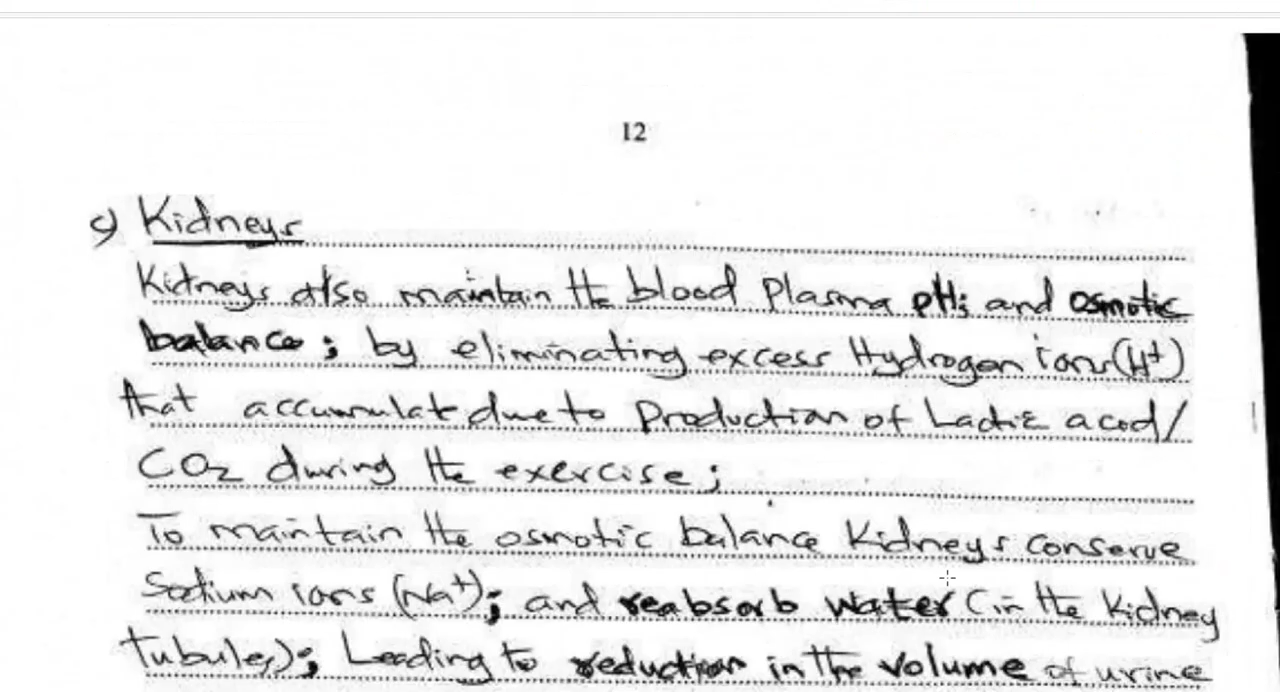 12
c) Kidneys
Kidneys also maintain the blood plasma pH; and osmotic
balance; by eliminating excess Hydrogen ions (H+)
that accumulate due to production of Lactic acid/
CO2 during the exercise;
To maintain the osmotic balance Kidneys conserve
Sodium ions (Na+); and reabsorb water (in the Kidney
tubules); Leading to reduction in the volume of urine